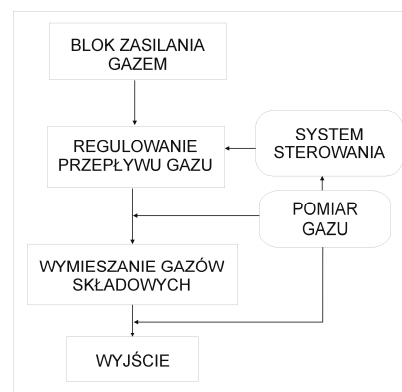 BLOK ZASILANIA
GAZEM
REGULOWANIE
PRZEPŁYWU GAZU
SYSTEM
STEROWANIA
POMIAR
GAZU
WYMIESZANIE GAZÓW
SKŁADOWYCH
WYJŚCIE